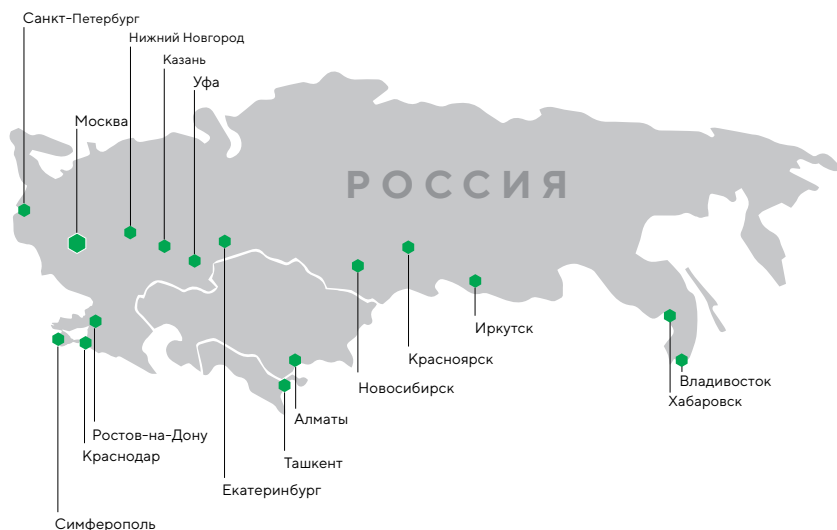 Санкт-Петербург
Нижний Новгород
Казань
Уфа
Москва
РОССИЯ
Иркутск
Красноярск
Владивосток
Новосибирск
Хабаровск
Алматы
Ростов-на-Дону
Краснодар
Ташкент
Екатеринбург
Симферополь